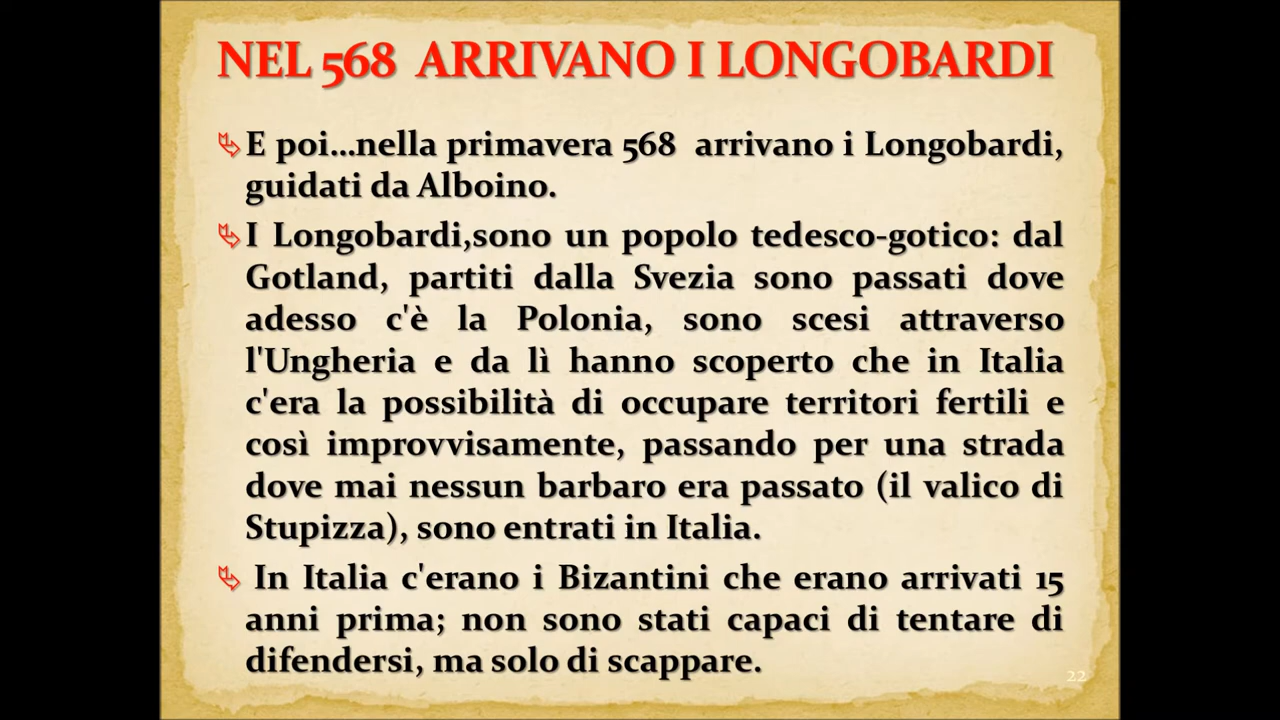 NEL 568 ARRIVANO I LONGOBARDI
E poi...nella primavera 568 arrivano i Longobardi,
guidati da Alboino.
I Longobardi,sono un popolo tedesco-gotico: dal
Gotland, partiti dalla Svezia sono passati dove
adesso c'è la Polonia, sono scesi attraverso
l'Ungheria e da lì hanno scoperto che in Italia
c'era la possibilità di occupare territori fertili e
così improvvisamente, passando per una strada
dove mai nessun barbaro era passato (il valico di
Stupizza), sono entrati in Italia.
In Italia c'erano i Bizantini che erano arrivati 15
anni prima; non sono stati capaci di tentare di
difendersi, ma solo di scappare.
22